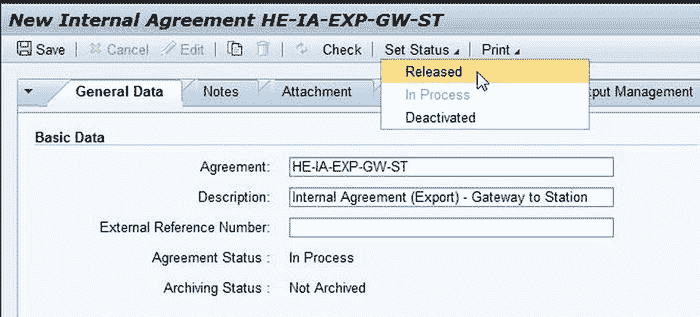 New Internal Agreement HE-IA-EXP-GW-ST
Save Cancel Edit Check Set Status Print
General Data Notes Attachment put Management
Released
In Process
Deactivated
Basic Data
Agreement: HE-IA-EXP-GW-ST
Description: Internal Agreement (Export) - Gateway to Station
External Reference Number:
Agreement Status : In Process
Archiving Status : Not Archived